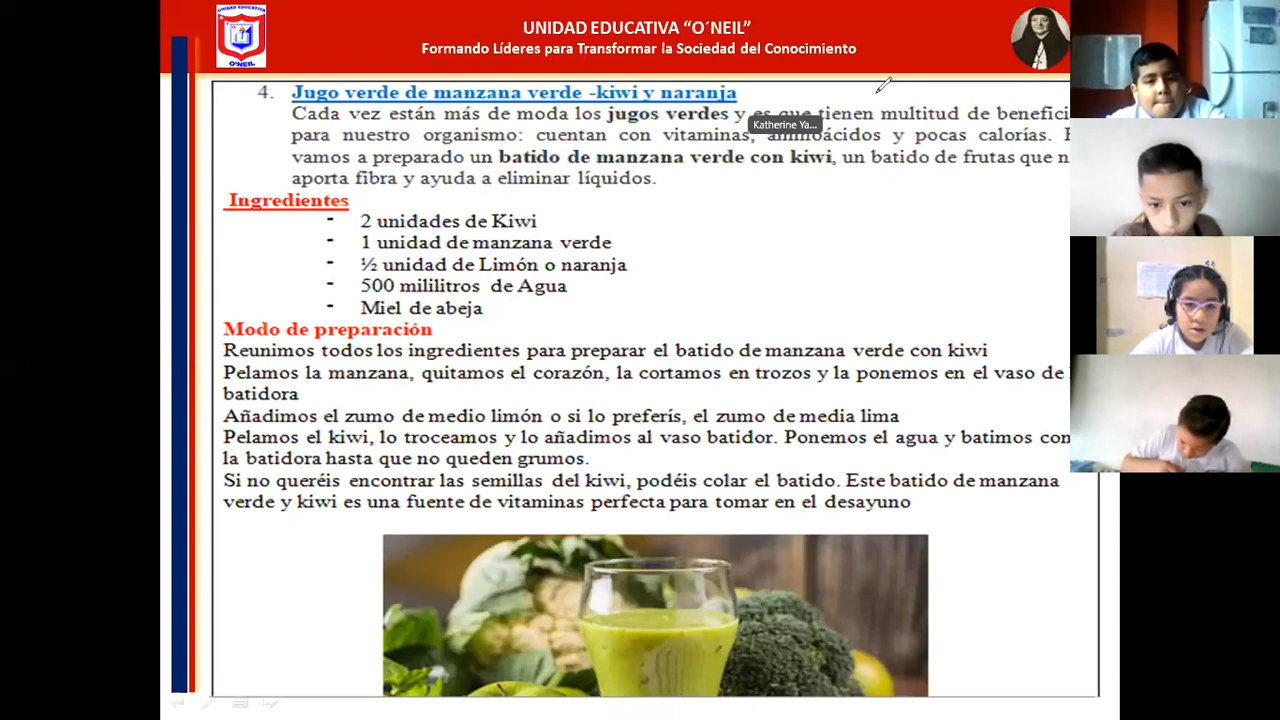 UNIDAD EDUCATIVA
O´NEIL
UNIDAD EDUCATIVA “O´NEIL”
Formando Líderes para Transformar la Sociedad del Conocimiento
4. Jugo verde de manzana verde -kiwi y naranja
Cada vez están más de moda los jugos verdes y es que tienen multitud de benefici
Katherine Ya...
para nuestro organismo: cuentan con vitaminas, aminoácidos y pocas calorías.
vamos a preparado un batido de manzana verde con kiwi, un batido de frutas que n
aporta fibra y ayuda a eliminar líquidos.
Ingredientes
- 2 unidades de Kiwi
- 1 unidad de manzana verde
- ½ unidad de Limón o naranja
- 500 mililitros de Agua
- Miel de abeja
Modo de preparación
Reunimos todos los ingredientes para preparar el batido de manzana verde con kiwi
Pelamos la manzana, quitamos el corazón, la cortamos en trozos y la ponemos en el vaso de
batidora
Añadimos el zumo de medio limón o si lo preferís, el zumo de media lima
Pelamos el kiwi, lo troceamos y lo añadimos al vaso batidor. Ponemos el agua y batimos con
la batidora hasta que no queden grumos.
Si no queréis encontrar las semillas del kiwi, podéis colar el batido. Este batido de manzana
verde y kiwi es una fuente de vitaminas perfecta para tomar en el desayuno